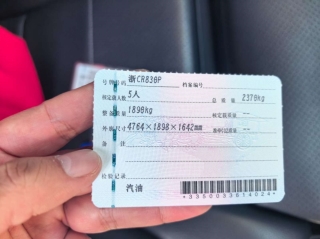 号牌号码 浙CR830P 档案编号
核定载人数 5人 总质量 2370kg
整备质量 1890kg 核定载质量
外廓尺寸 4764×1898×1642mm 准牵引总质量
备注
检验记录
汽油